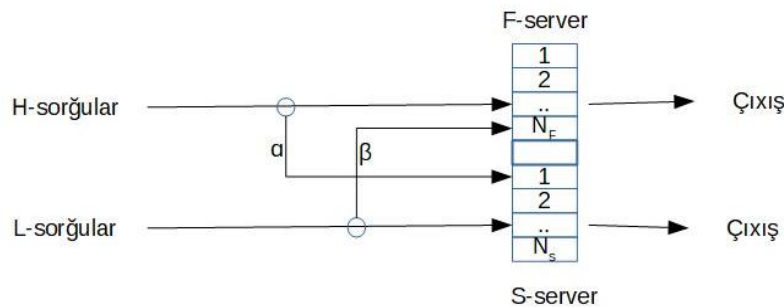 F-server
1
2
..
N_F
H-sorğular
Çıxış
α
β
1
2
..
N_s
L-sorğular
Çıxış
S-server